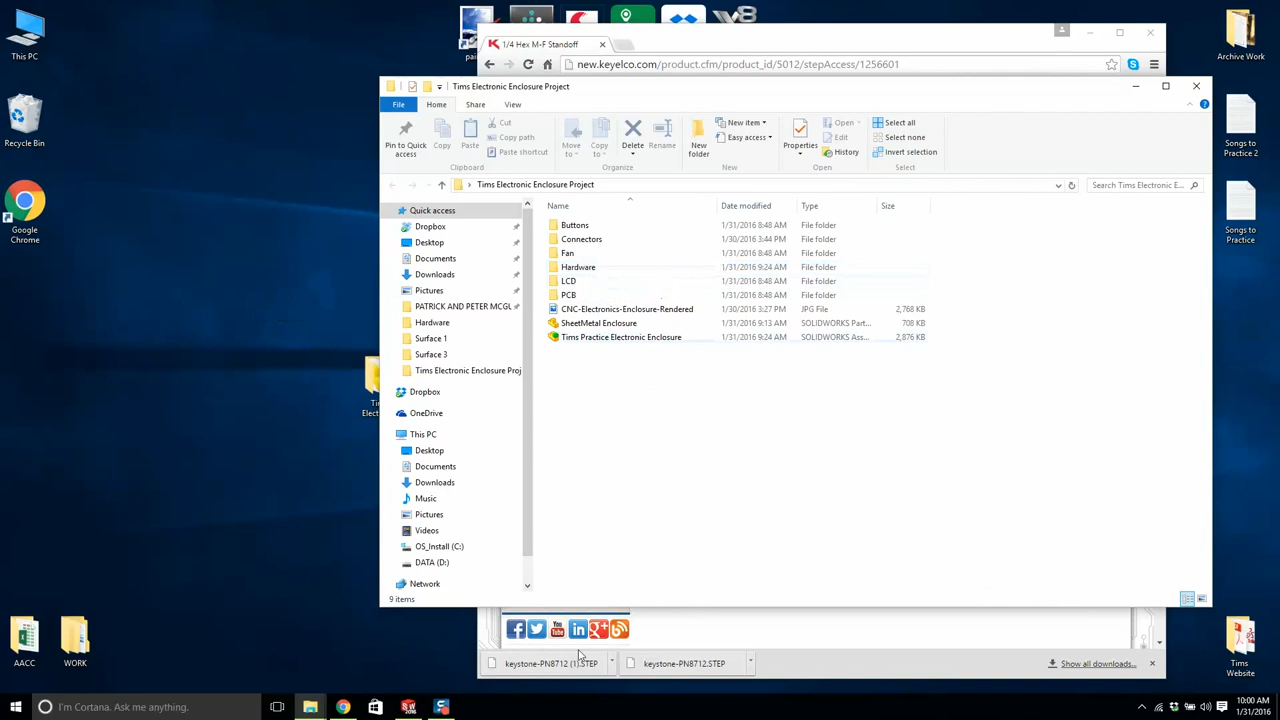 This PC
Recycle Bin
Google
Chrome
AACC
WORK
Archive Work
Songs to
Practice 2
Songs to
Practice
Tims
Website
V8
1/4 Hex M-F Standoff
new.keyelco.com/product.cfm/product_id/5012/stepAccess/1256601
Tims Electronic Enclosure Project
File Home Share View
Pin to Quick
access
Copy
Paste
Cut
Copy path
Paste shortcut
Clipboard
Move
to
Copy
to
Delete
Rename
Organize
New
folder
New item
Easy access
New
Properties
Open
Edit
History
Open
Select all
Select none
Invert selection
Select
Tims Electronic Enclosure Project
Search Tims Electronic E...
Quick access
Dropbox
Desktop
Documents
Downloads
Pictures
PATRICK AND PETER MCGU
Hardware
Surface 1
Surface 3
Tims Electronic Enclosure Proj
Dropbox
OneDrive
This PC
Desktop
Documents
Downloads
Music
Pictures
Videos
OS_Install (C:)
DATA (D:)
Network
9 items
Name Date modified Type Size
Buttons 1/31/2016 8:48 AM File folder
Connectors 1/30/2016 3:44 PM File folder
Fan 1/31/2016 8:48 AM File folder
Hardware 1/31/2016 9:24 AM File folder
LCD 1/31/2016 8:48 AM File folder
PCB 1/31/2016 8:48 AM File folder
CNC-Electronics-Enclosure-Rendered 1/30/2016 3:27 PM JPG File 2,768 KB
SheetMetal Enclosure 1/31/2016 9:13 AM SOLIDWORKS Part... 708 KB
Tims Practice Electronic Enclosure 1/31/2016 9:24 AM SOLIDWORKS Ass... 2,876 KB
You
Tube
in
g+
keystone-PN8712 (1).STEP
keystone-PN8712.STEP
Show all downloads...
I'm Cortana. Ask me anything.
10:00 AM
1/31/2016